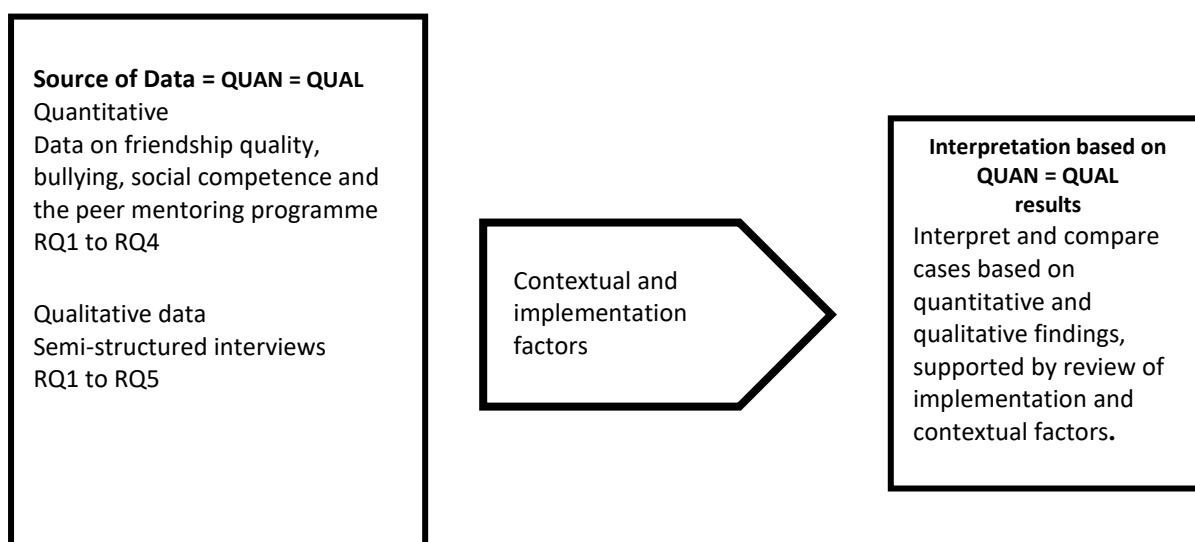 Source of Data = QUAN = QUAL
Quantitative
Data on friendship quality,
bullying, social competence and
the peer mentoring programme
RQ1 to RQ4
Qualitative data
Semi-structured interviews
RQ1 to RQ5
Contextual and
implementation
factors
Interpretation based on
QUAN = QUAL
results
Interpret and compare
cases based on
quantitative and
qualitative findings,
supported by review of
implementation and
contextual factors.